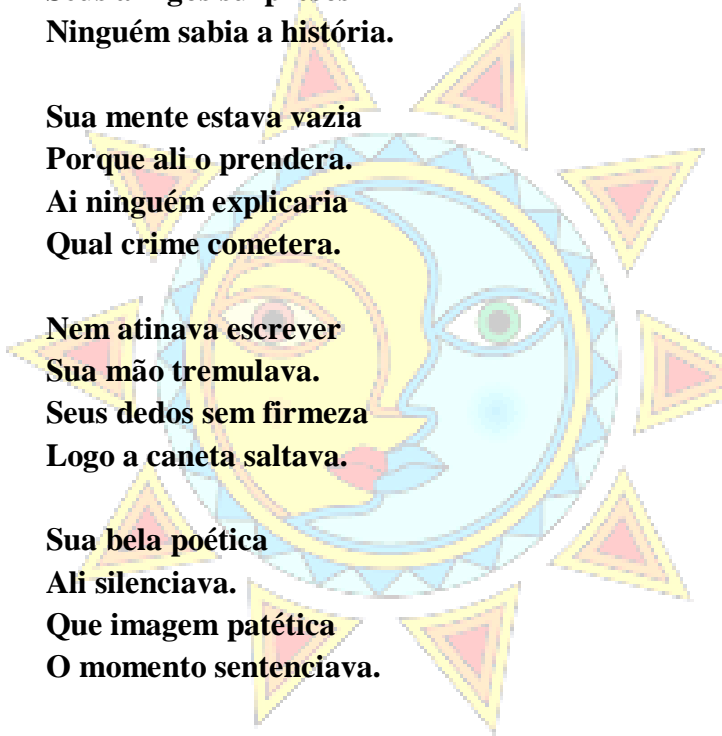 Ninguém sabia a história.
Sua mente estava vazia
Porque ali o prendera.
Ai ninguém explicaria
Qual crime cometera.
Nem atinava escrever
Sua mão tremulava.
Seus dedos sem firmeza
Logo a caneta saltava.
Sua bela poética
Ali silenciava.
Que imagem patética
O momento sentenciava.